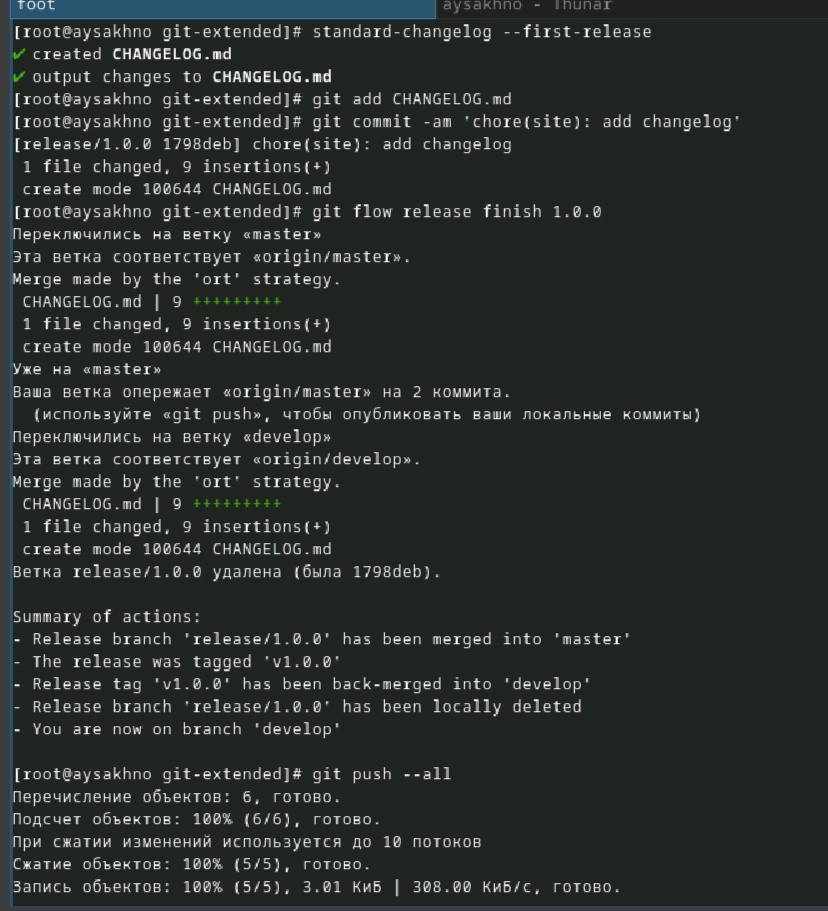 foot
aysakhno - Thunar
[root@aysakhno git-extended]# standard-changelog --first-release
✔ created CHANGELOG.md
✔ output changes to CHANGELOG.md
[root@aysakhno git-extended]# git add CHANGELOG.md
[root@aysakhno git-extended]# git commit -am 'chore(site): add changelog'
[release/1.0.0 1798deb] chore(site): add changelog
 1 file changed, 9 insertions(+)
 create mode 100644 CHANGELOG.md
[root@aysakhno git-extended]# git flow release finish 1.0.0
Переключились на ветку «master»
Эта ветка соответствует «origin/master».
Merge made by the 'ort' strategy.
 CHANGELOG.md | 9 +++++++++
 1 file changed, 9 insertions(+)
 create mode 100644 CHANGELOG.md
Уже на «master»
Ваша ветка опережает «origin/master» на 2 коммита.
  (используйте «git push», чтобы опубликовать ваши локальные коммиты)
Переключились на ветку «develop»
Эта ветка соответствует «origin/develop».
Merge made by the 'ort' strategy.
 CHANGELOG.md | 9 +++++++++
 1 file changed, 9 insertions(+)
 create mode 100644 CHANGELOG.md
Ветка release/1.0.0 удалена (была 1798deb).

Summary of actions:
- Release branch 'release/1.0.0' has been merged into 'master'
- The release was tagged 'v1.0.0'
- Release tag 'v1.0.0' has been back-merged into 'develop'
- Release branch 'release/1.0.0' has been locally deleted
- You are now on branch 'develop'

[root@aysakhno git-extended]# git push --all
Перечисление объектов: 6, готово.
Подсчет объектов: 100% (6/6), готово.
При сжатии изменений используется до 10 потоков
Сжатие объектов: 100% (5/5), готово.
Запись объектов: 100% (5/5), 3.01 КиБ | 308.00 КиБ/с, готово.